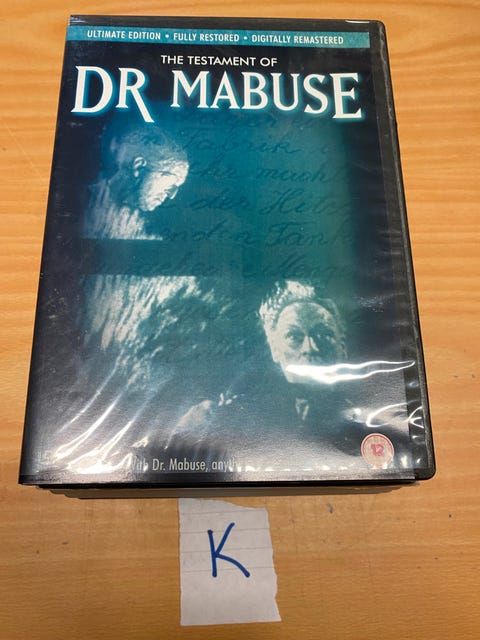 ULTIMATE EDITION • FULLY RESTORED • DIGITALLY REMASTERED
THE TESTAMENT OF
DR MABUSE
n Fabrik
macht
der
Dr. Mabuse,
12
K